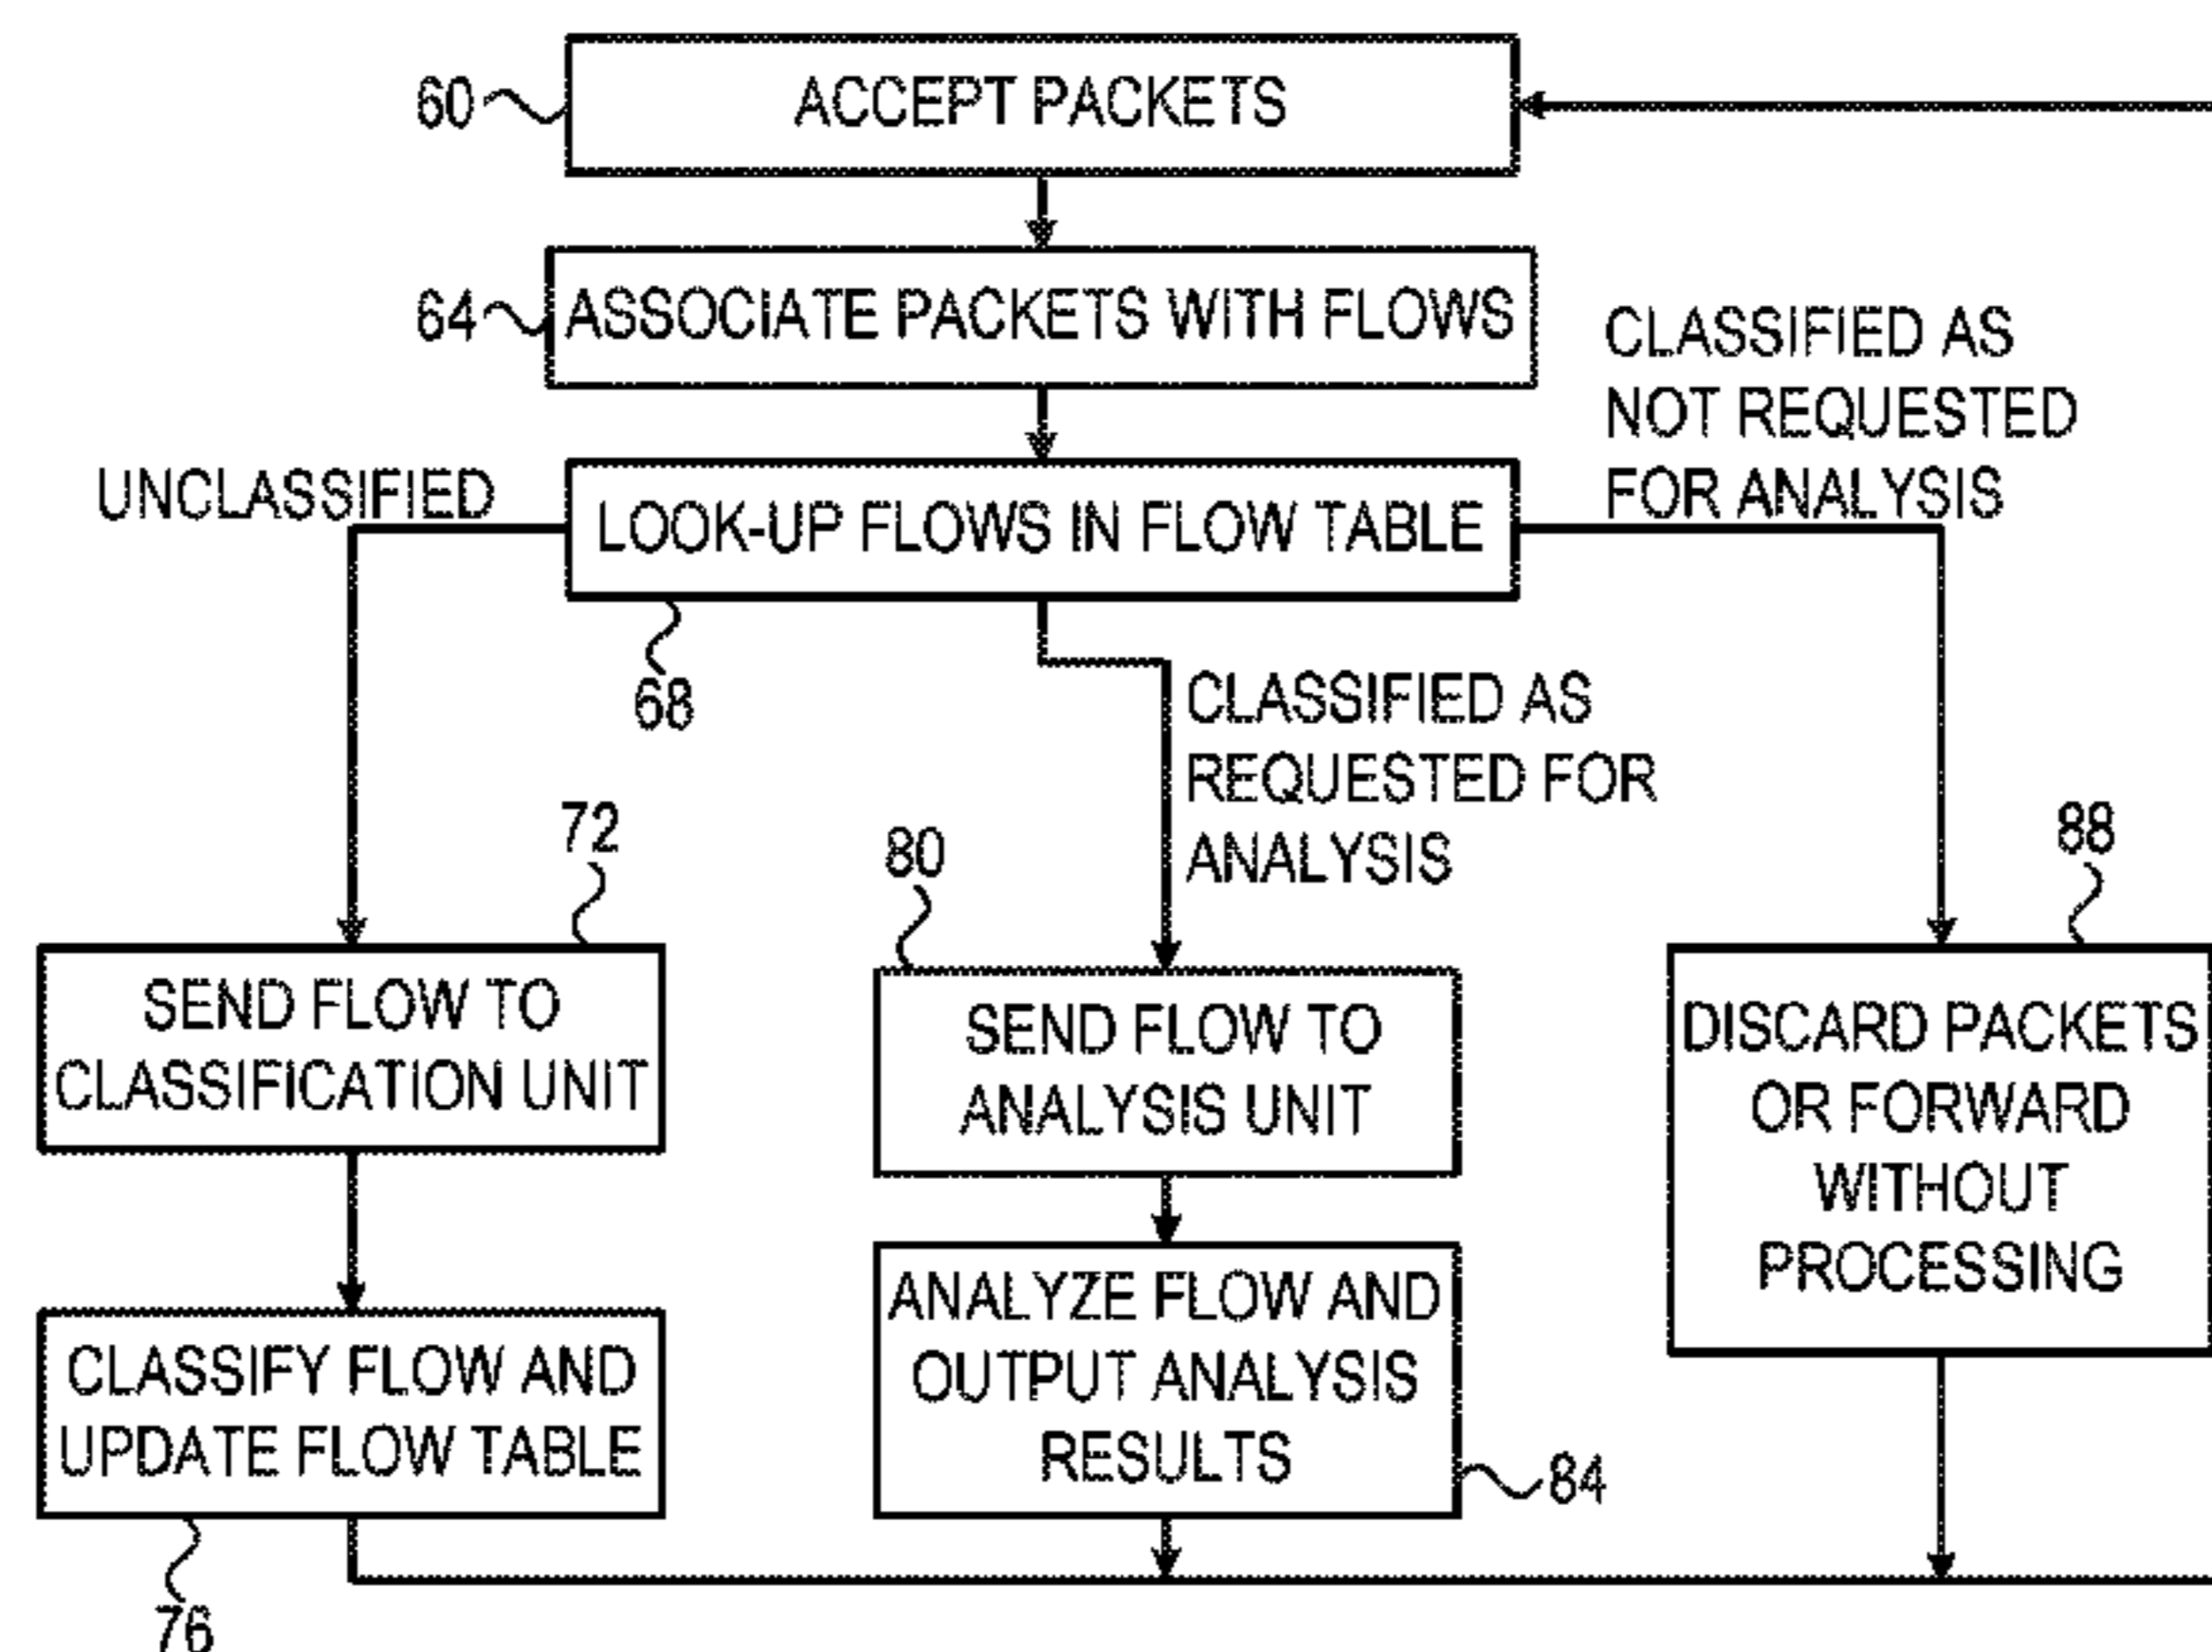 60
ACCEPT PACKETS
64
ASSOCIATE PACKETS WITH FLOWS
CLASSIFIED AS
NOT REQUESTED
FOR ANALYSIS
UNCLASSIFIED
LOOK-UP FLOWS IN FLOW TABLE
68
CLASSIFIED AS
REQUESTED FOR
ANALYSIS
72
80
88
SEND FLOW TO
CLASSIFICATION UNIT
SEND FLOW TO
ANALYSIS UNIT
DISCARD PACKETS
OR FORWARD
WITHOUT
PROCESSING
CLASSIFY FLOW AND
UPDATE FLOW TABLE
76
ANALYZE FLOW AND
OUTPUT ANALYSIS
RESULTS
84